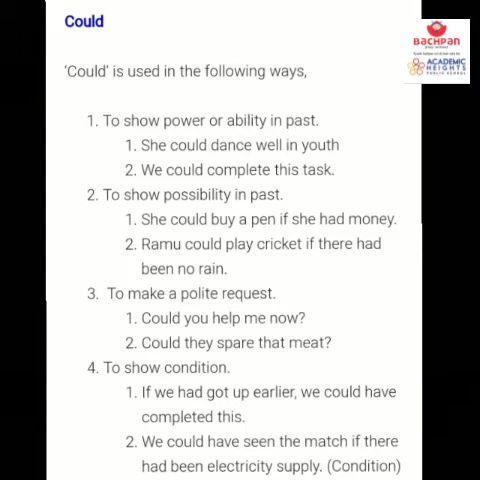 Could
BACHPAN
ACADEMIC
HEIGHTS
PUBLIC SCHOOL
'Could' is used in the following ways,
1. To show power or ability in past.
1. She could dance well in youth
2. We could complete this task.
2. To show possibility in past.
1. She could buy a pen if she had money.
2. Ramu could play cricket if there had
been no rain.
3. To make a polite request.
1. Could you help me now?
2. Could they spare that meat?
4. To show condition.
1. If we had got up earlier, we could have
completed this.
2. We could have seen the match if there
had been electricity supply. (Condition)